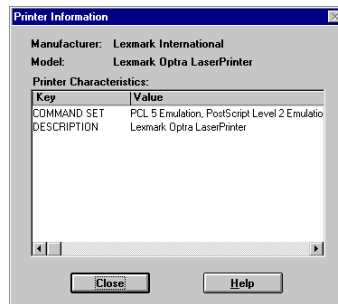 Printer Information
Manufacturer: Lexmark International
Model: Lexmark Optra LaserPrinter
Printer Characteristics:
Key Value
COMMAND SET PCL 5 Emulation, PostScript Level 2 Emulatio
DESCRIPTION Lexmark Optra LaserPrinter
Close Help